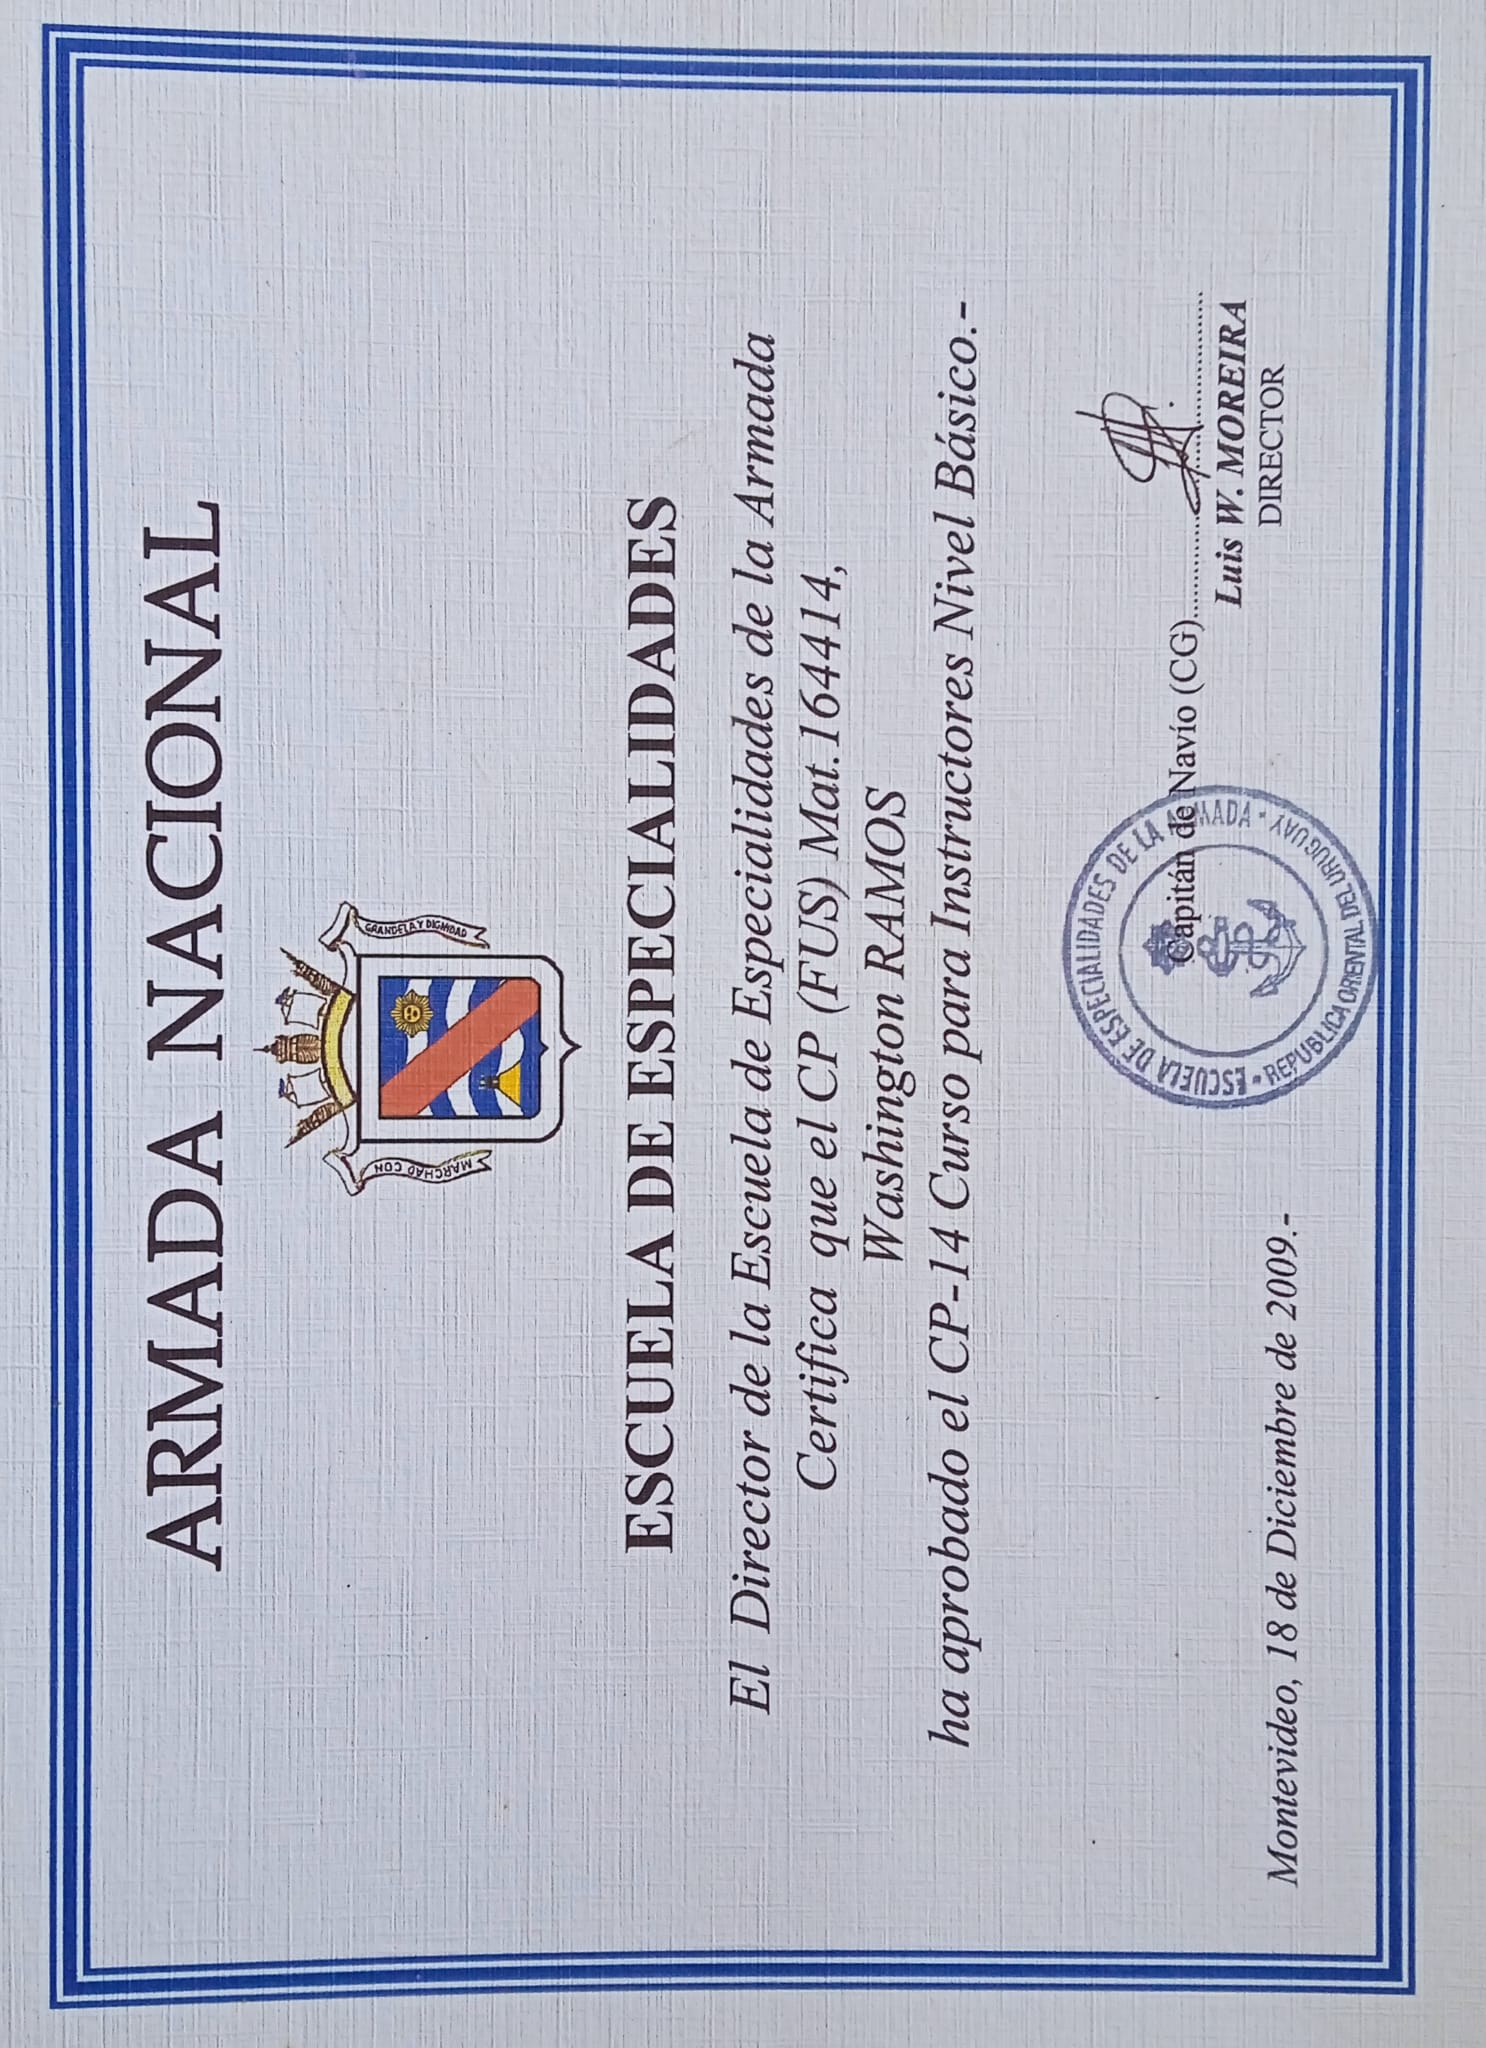 ARMADA NACIONAL
MARCHAD CON
GRANDEZA Y DIGNIDAD
ESCUELA DE ESPECIALIDADES
El Director de la Escuela de Especialidades de la Armada
Certifica que el CP (FUS) Mat.164414,
Washington RAMOS
ha aprobado el CP-14 Curso para Instructores Nivel Básico.-
ESCUELA DE ESPECIALIDADES DE LA ARMADA
REPUBLICA ORIENTAL DEL URUGUAY
Capitán de Navío (CG)
Luis W. MOREIRA
DIRECTOR
Montevideo, 18 de Diciembre de 2009.-